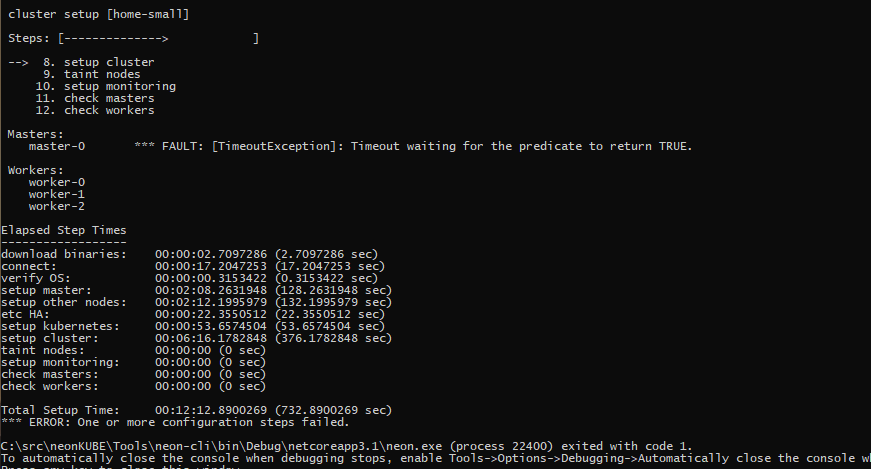 cluster setup [home-small]
Steps: [-------------->             ]
-->  8. setup cluster
9. taint nodes
10. setup monitoring
11. check masters
12. check workers
Masters:
master-0       *** FAULT: [TimeoutException]: Timeout waiting for the predicate to return TRUE.
Workers:
worker-0
worker-1
worker-2
Elapsed Step Times
------------------
download binaries:    00:00:02.7097286 (2.7097286 sec)
connect:              00:00:17.2047253 (17.2047253 sec)
verify OS:            00:00:00.3153422 (0.3153422 sec)
setup master:         00:02:08.2631948 (128.2631948 sec)
setup other nodes:    00:02:12.1995979 (132.1995979 sec)
etc HA:               00:00:22.3550512 (22.3550512 sec)
setup kubernetes:     00:00:53.6574504 (53.6574504 sec)
setup cluster:        00:06:16.1782848 (376.1782848 sec)
taint nodes:          00:00:00 (0 sec)
setup monitoring:     00:00:00 (0 sec)
check masters:        00:00:00 (0 sec)
check workers:        00:00:00 (0 sec)
Total Setup Time:     00:12:12.8900269 (732.8900269 sec)
*** ERROR: One or more configuration steps failed.
C:\src\neonKUBE\Tools\neon-cli\bin\Debug\netcoreapp3.1\neon.exe (process 22400) exited with code 1.
To automatically close the console when debugging stops, enable Tools->Options->Debugging->Automatically close the console